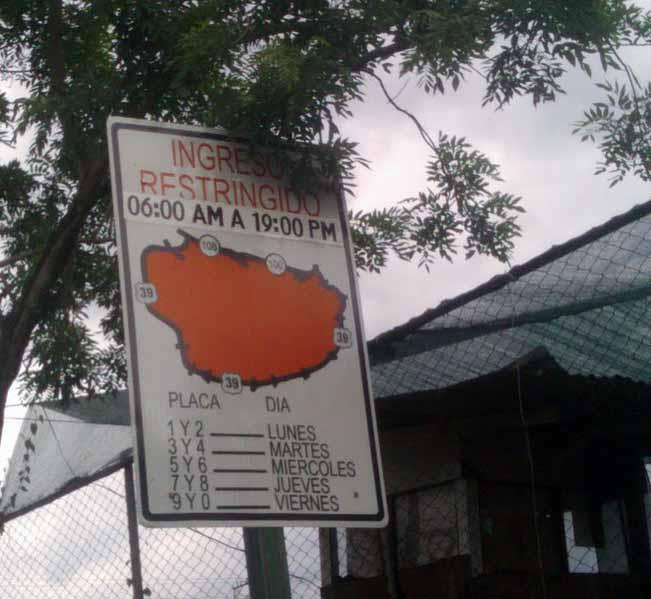 INGRESO
RESTRINGIDO
06:00 AM A 19:00 PM
108
100
39
39
39
PLACA DIA
1 Y 2 LUNES
3 Y 4 MARTES
5 Y 6 MIERCOLES
7 Y 8 JUEVES
9 Y 0 VIERNES